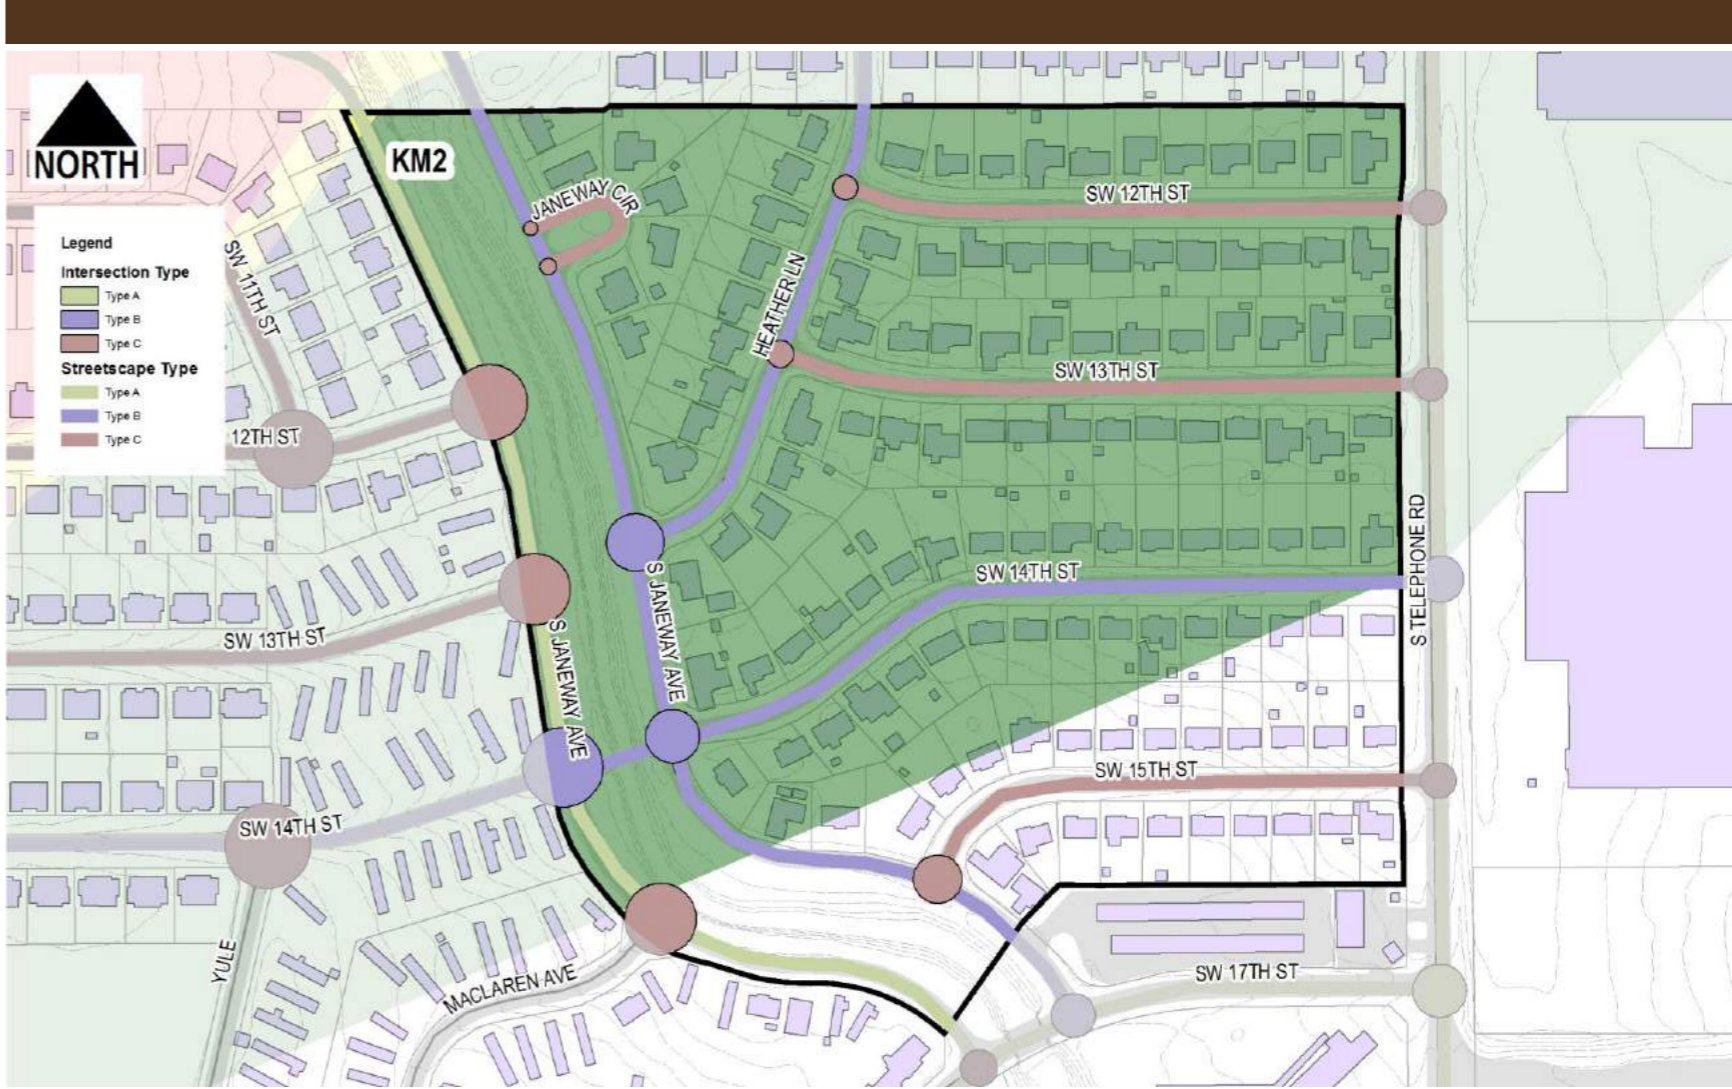 NORTH
KM2
Legend
Intersection Type
Type A
Type B
Type C
Streetscape Type
Type A
Type B
Type C
JANEWAY CIR
SW 12TH ST
SW 11TH ST
HEATHER LN
SW 13TH ST
12TH ST
S TELEPHONE RD
SW 14TH ST
S JANEWAY AVE
SW 13TH ST
S JANEWAY AVE
SW 15TH ST
SW 14TH ST
YULE
MACLAREN AVE
SW 17TH ST